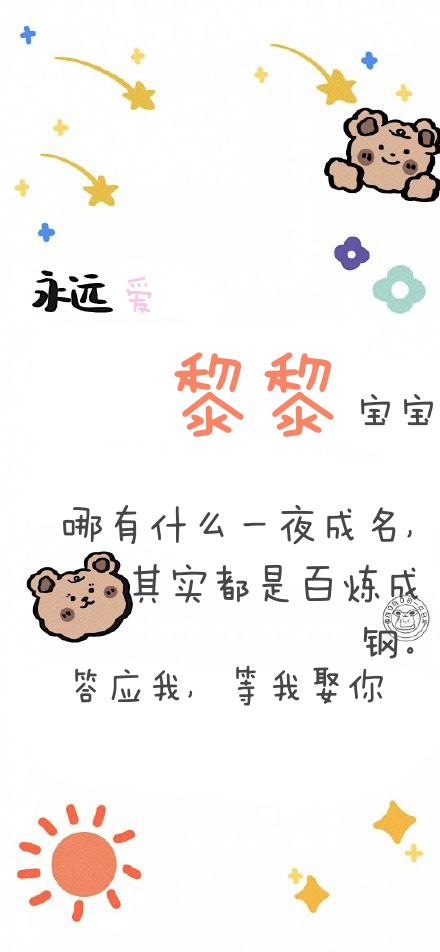 永远 爱
黎黎 宝宝
哪有什么一夜成名，
其实都是百炼成
钢。
答应我， 等我娶你